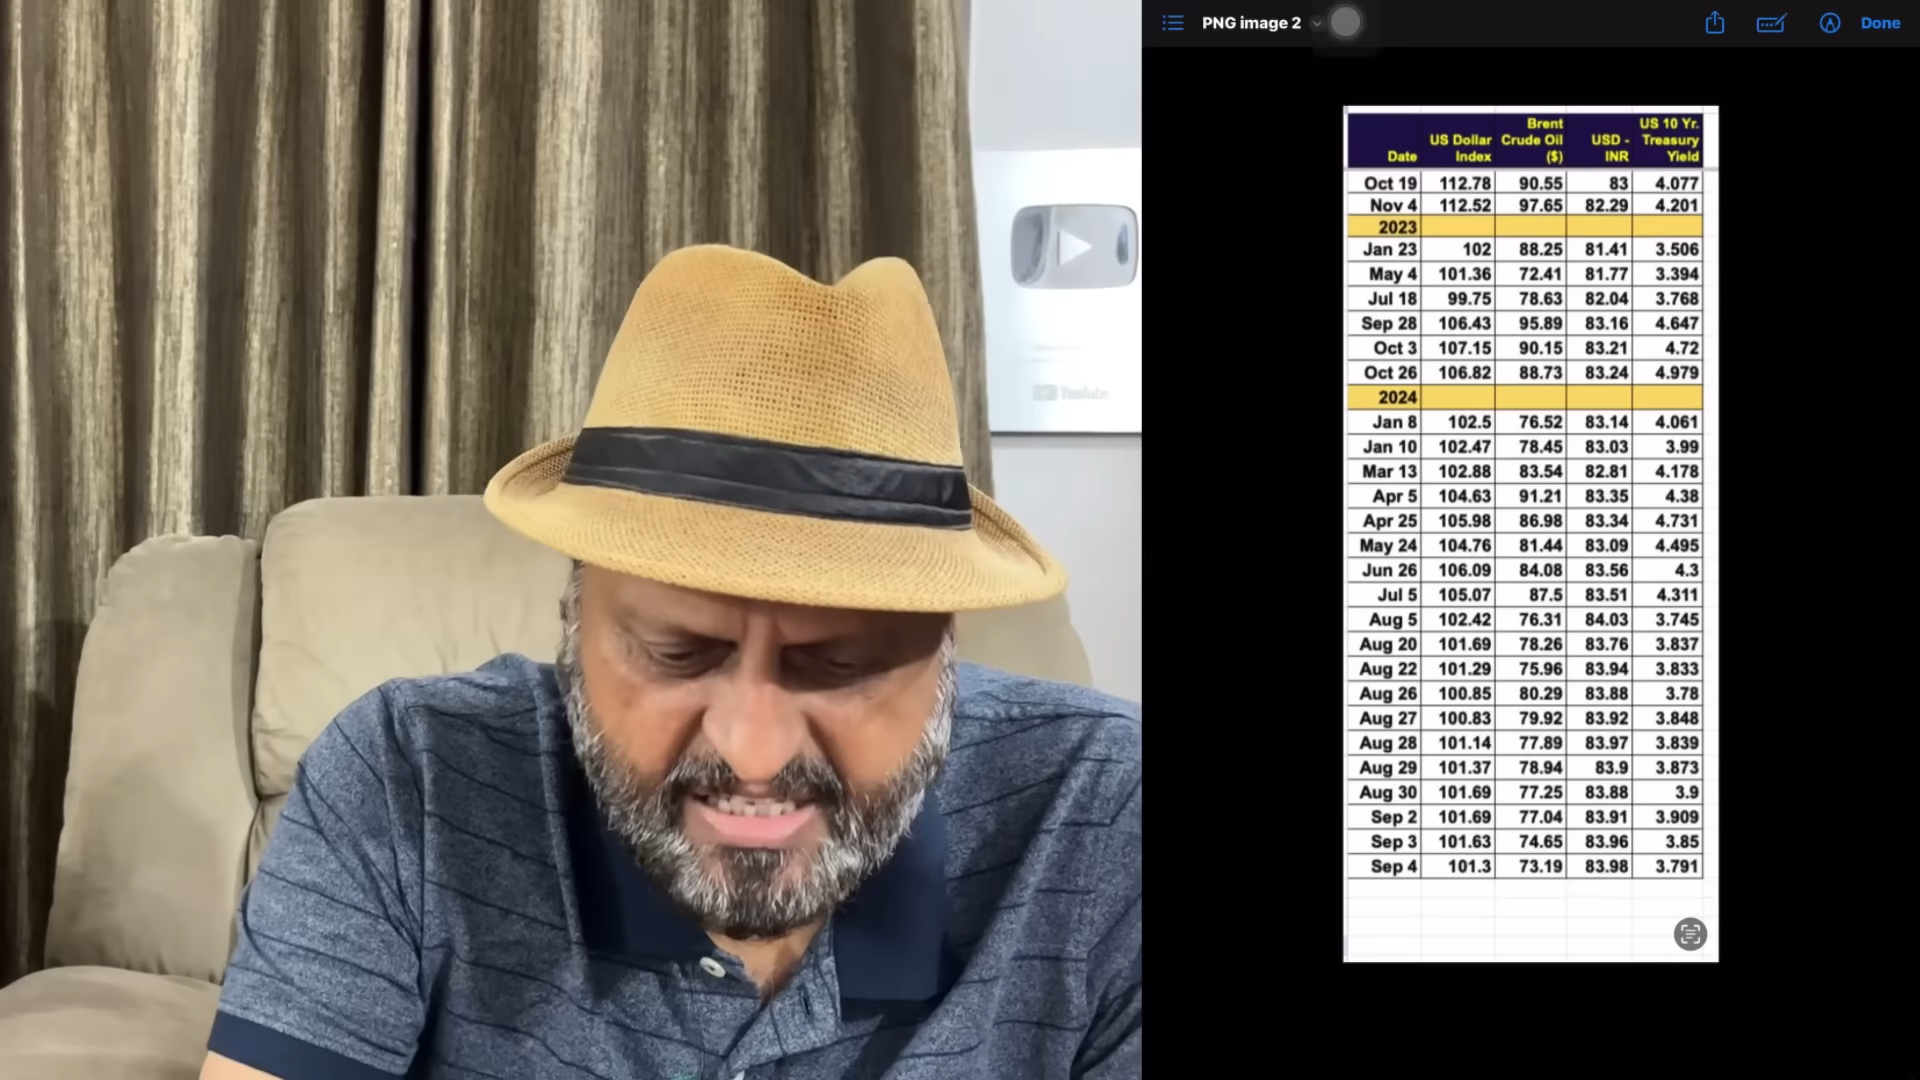 PNG image 2
Done
YouTube
Brent US 10 Yr.
US Dollar Crude Oil USD - Treasury
Date Index ($) INR Yield
Oct 19 112.78 90.55 83 4.077
Nov 4 112.52 97.65 82.29 4.201
2023
Jan 23 102 88.25 81.41 3.506
May 4 101.36 72.41 81.77 3.394
Jul 18 99.75 78.63 82.04 3.768
Sep 28 106.43 95.89 83.16 4.647
Oct 3 107.15 90.15 83.21 4.72
Oct 26 106.82 88.73 83.24 4.979
2024
Jan 8 102.5 76.52 83.14 4.061
Jan 10 102.47 78.45 83.03 3.99
Mar 13 102.88 83.54 82.81 4.178
Apr 5 104.63 91.21 83.35 4.38
Apr 25 105.98 86.98 83.34 4.731
May 24 104.76 81.44 83.09 4.495
Jun 26 106.09 84.08 83.56 4.3
Jul 5 105.07 87.5 83.51 4.311
Aug 5 102.42 76.31 84.03 3.745
Aug 20 101.69 78.26 83.76 3.837
Aug 22 101.29 75.96 83.94 3.833
Aug 26 100.85 80.29 83.88 3.78
Aug 27 100.83 79.92 83.92 3.848
Aug 28 101.14 77.89 83.97 3.839
Aug 29 101.37 78.94 83.9 3.873
Aug 30 101.69 77.25 83.88 3.9
Sep 2 101.69 77.04 83.91 3.909
Sep 3 101.63 74.65 83.96 3.85
Sep 4 101.3 73.19 83.98 3.791